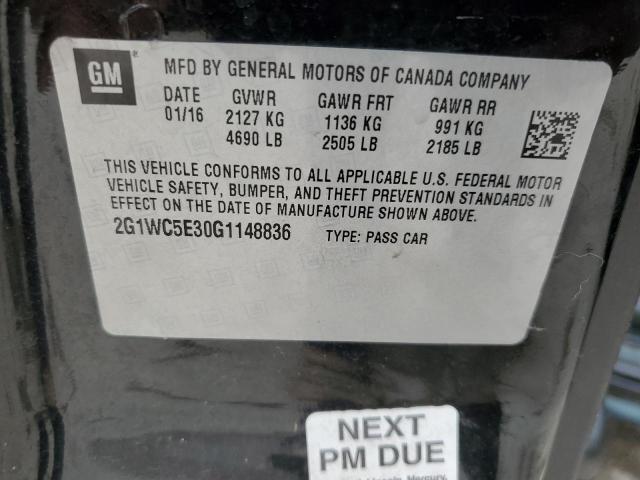 GM
MFD BY GENERAL MOTORS OF CANADA COMPANY
DATE GVWR GAWR FRT GAWR RR
01/16 2127 KG 1136 KG 991 KG
4690 LB 2505 LB 2185 LB
THIS VEHICLE CONFORMS TO ALL APPLICABLE U.S. FEDERAL MOTOR
VEHICLE SAFETY, BUMPER, AND THEFT PREVENTION STANDARDS IN
EFFECT ON THE DATE OF MANUFACTURE SHOWN ABOVE.
2G1WC5E30G1148836 TYPE: PASS CAR
NEXT
PM DUE
Lincoln, Mercury,